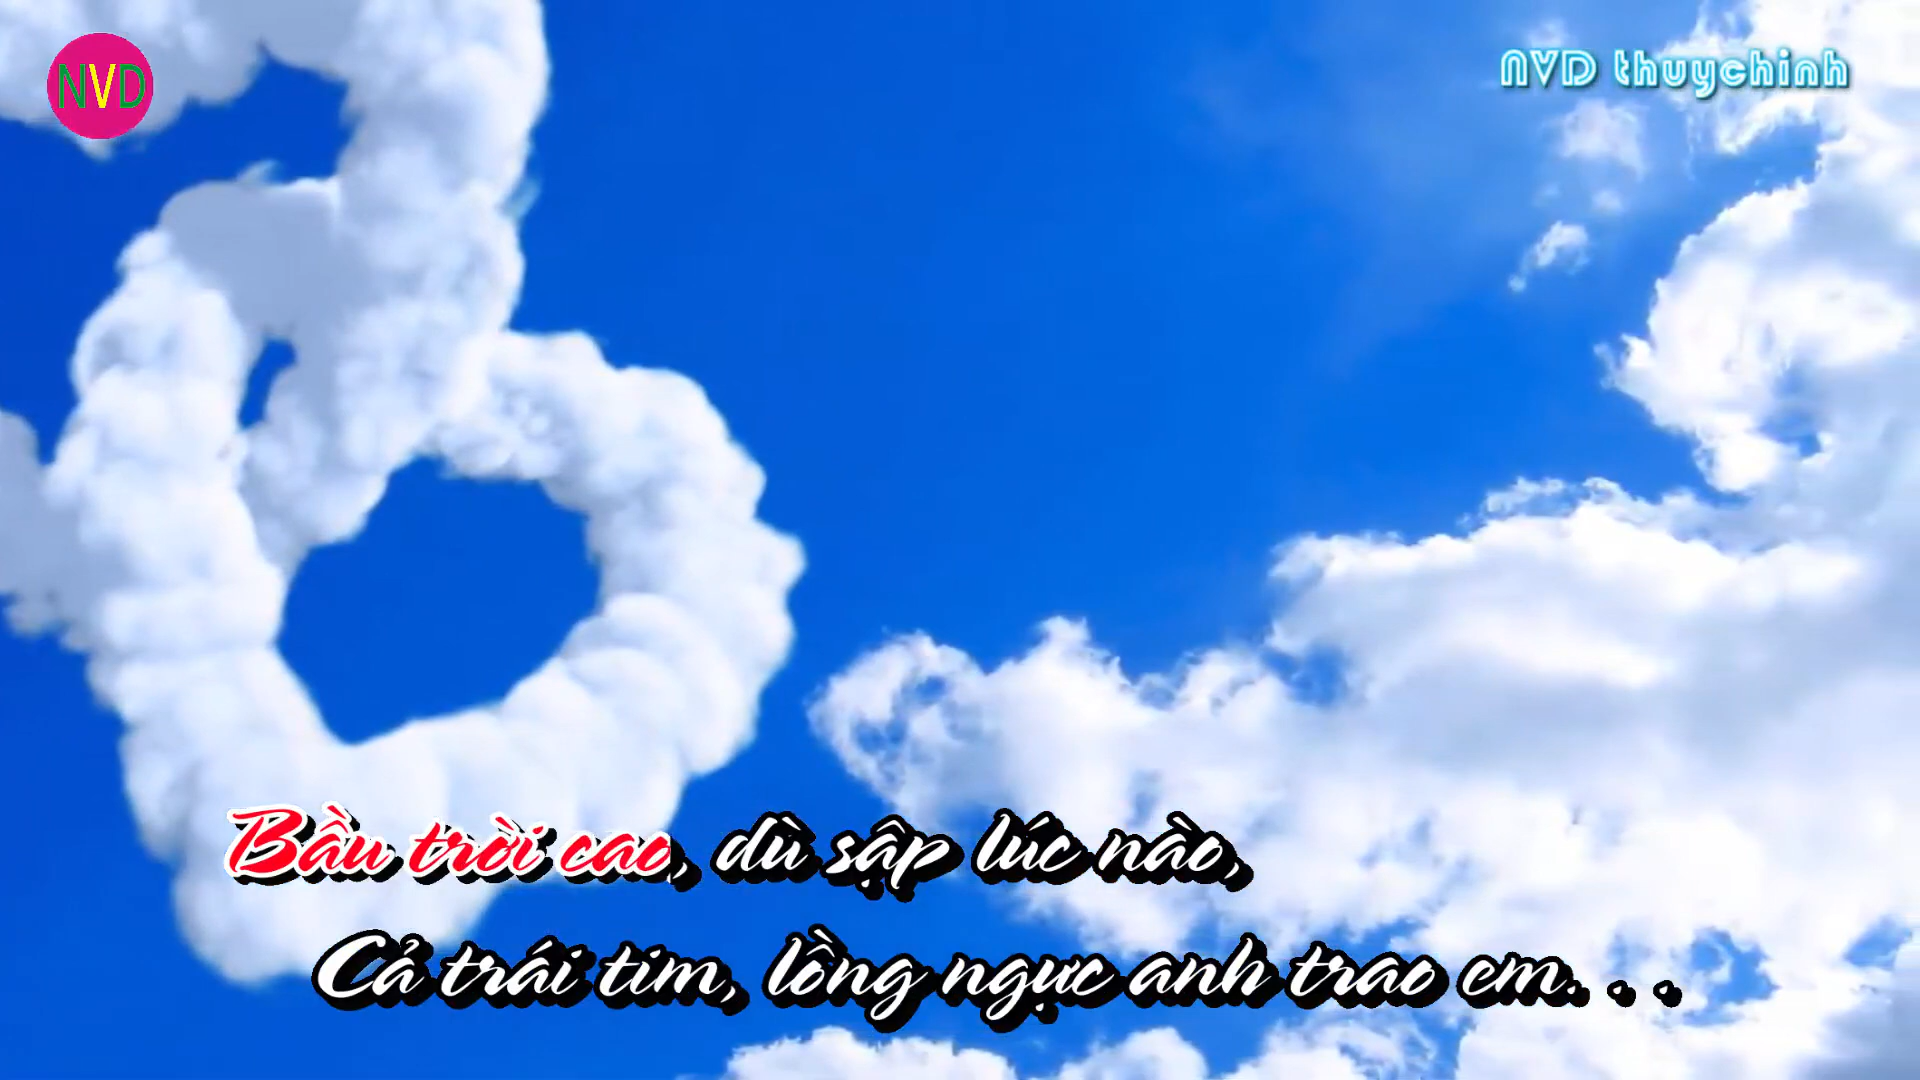 NVD
NVD thuychinh
Bầu trời cao, dù sập lúc nào,
Cả trái tim, lồng ngực anh trao em. . .